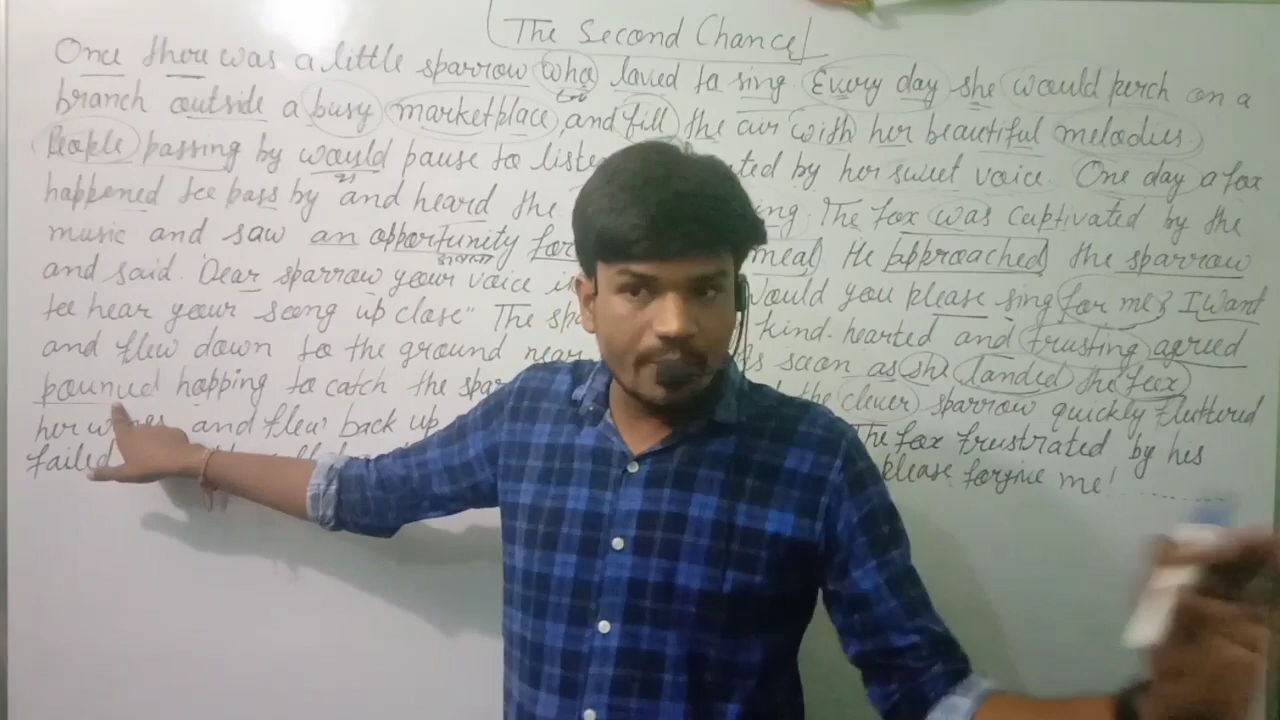 The Second Chance
Once there was a little sparrow who loved to sing Every day she would perch on a
branch outside a busy marketplace, and fill the air with her beautiful melodies.
People passing by would pause to liste ted by her sweet voice. One day a fox
happened to pass by and heard the ing. The fox was captivated by the
music and saw an opportunity for meal He approached the sparrow
and said. "Dear sparrow your voice Would you please sing for me? I want
to hear your song up close" The kind-hearted and trusting agreed
and flew down to the ground near As soon as she landed the fox
pounued happing to catch the spar the clever sparrow quickly fluttered
her wings and flew back up The fox frustrated by his
failed please forgive me!